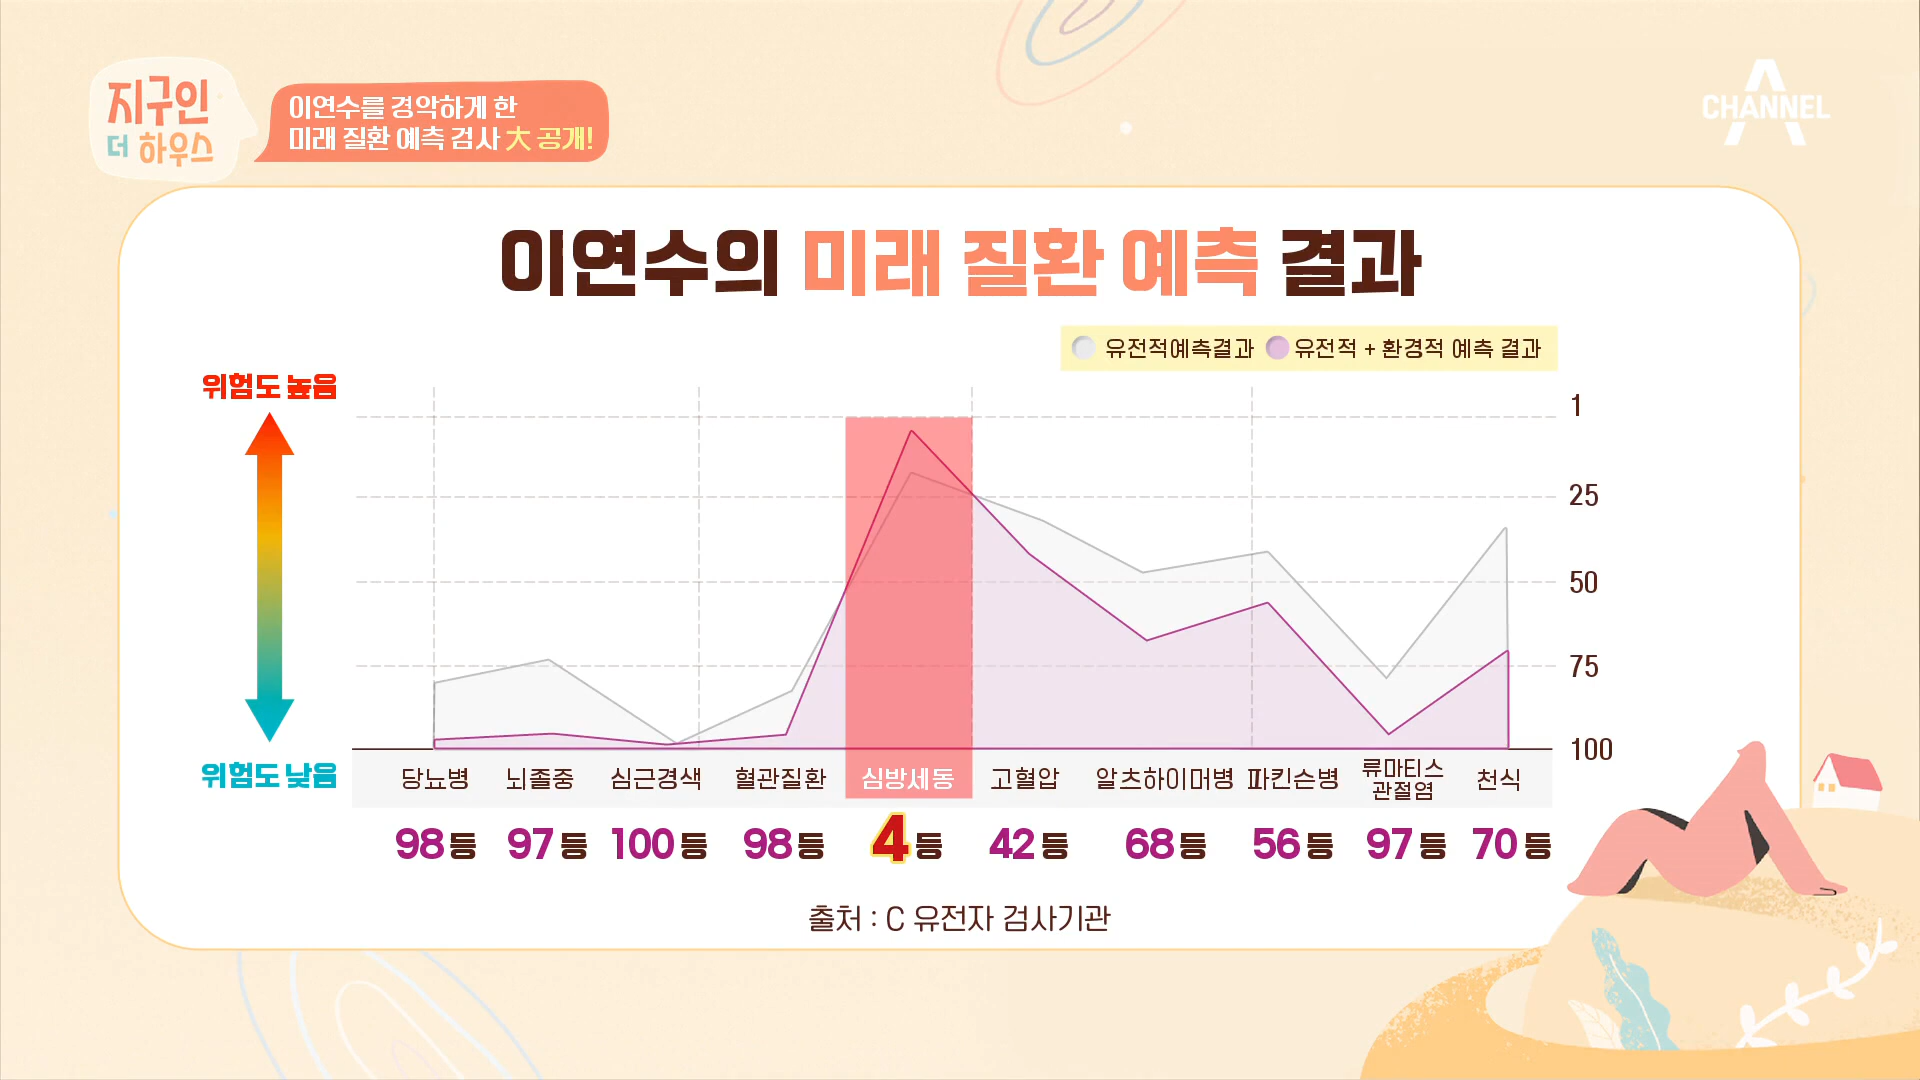 지구인
더 하우스
이연수를 경악하게 한
미래 질환 예측 검사 大 공개!
CHANNEL A
이연수의 미래 질환 예측 결과
유전적예측결과 유전적 + 환경적 예측 결과
위험도 높음
위험도 낮음
1
25
50
75
100
당뇨병 뇌졸중 심근경색 혈관질환 심방세동 고혈압 알츠하이머병 파킨슨병 류마티스 관절염 천식
98등 97등 100등 98등 4등 42등 68등 56등 97등 70등
출처 : C 유전자 검사기관